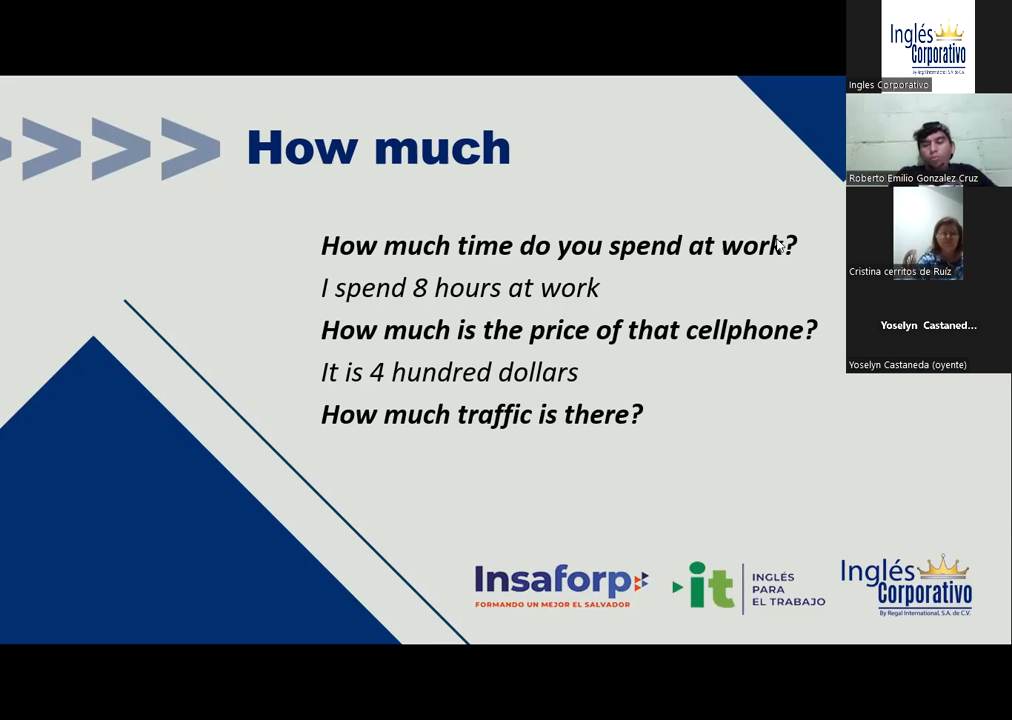 How much
How much time do you spend at work?
I spend 8 hours at work
How much is the price of that cellphone?
It is 4 hundred dollars
How much traffic is there?
Insaforp
FORMANDO UN MEJOR EL SALVADOR
it
INGLÉS
PARA
EL TRABAJO
Inglés
Corporativo
By Regal International, S.A. de C.V.
Inglés
Corporativo
By Regal International, S.A. de C.V.
Ingles Corporativo
Roberto Emilio Gonzalez Cruz
Cristina cerritos de Ruíz
Yoselyn Castaned...
Yoselyn Castaneda (oyente)